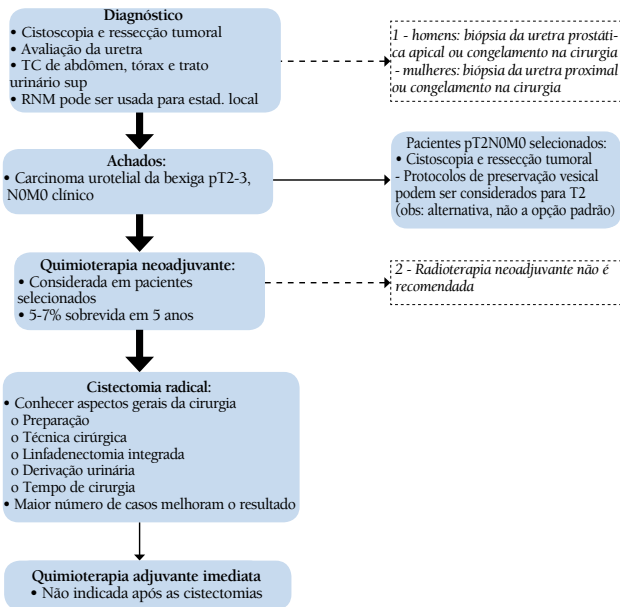 Diagnóstico
• Cistoscopia e ressecção tumoral
• Avaliação da uretra
• TC de abdômen, tórax e trato
urinário sup
• RNM pode ser usada para estad. local
1 - homens: biópsia da uretra prostáti-
ca apical ou congelamento na cirurgia
- mulheres: biópsia da uretra proximal
ou congelamento na cirurgia
Achados:
• Carcinoma urotelial da bexiga pT2-3,
N0M0 clínico
Pacientes pT2N0M0 selecionados:
• Cistoscopia e ressecção tumoral
- Protocolos de preservação vesical
podem ser considerados para T2
(obs: alternativa, não a opção padrão)
Quimioterapia neoadjuvante:
• Considerada em pacientes
selecionados
• 5-7% sobrevida em 5 anos
2 - Radioterapia neoadjuvante não é
recomendada
Cistectomia radical:
• Conhecer aspectos gerais da cirurgia
o Preparação
o Técnica cirúrgica
o Linfadenectomia integrada
o Derivação urinária
o Tempo de cirurgia
• Maior número de casos melhoram o resultado
Quimioterapia adjuvante imediata
• Não indicada após as cistectomias